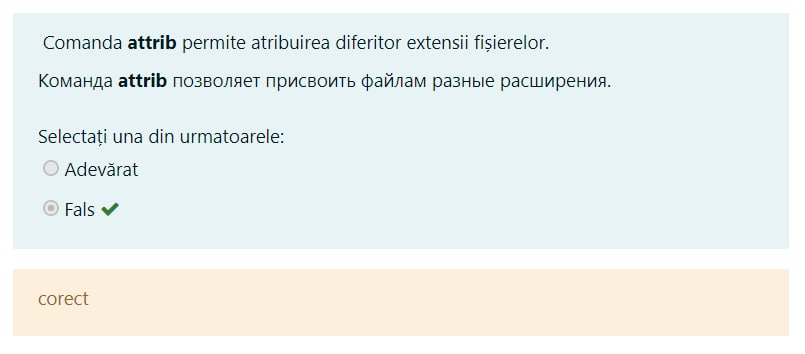 Comanda attrib permite atribuirea diferitor extensii fișierelor.
Команда attrib позволяет присвоить файлам разные расширения.
Selectați una din urmatoarele:
Adevărat
Fals
corect